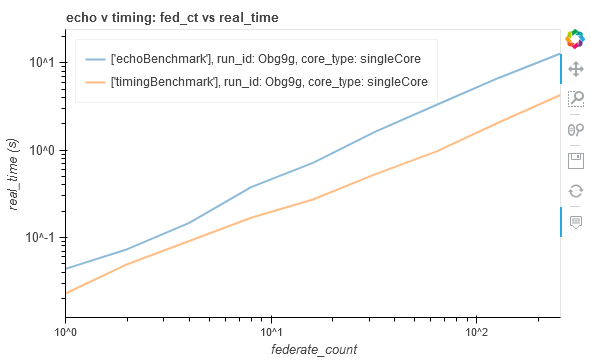 echo v timing: fed_ct vs real_time
['echoBenchmark'], run_id: Obg9g, core_type: singleCore
['timingBenchmark'], run_id: Obg9g, core_type: singleCore
10^1
10^0
10^-1
real_time (s)
10^0
10^1
10^2
federate_count